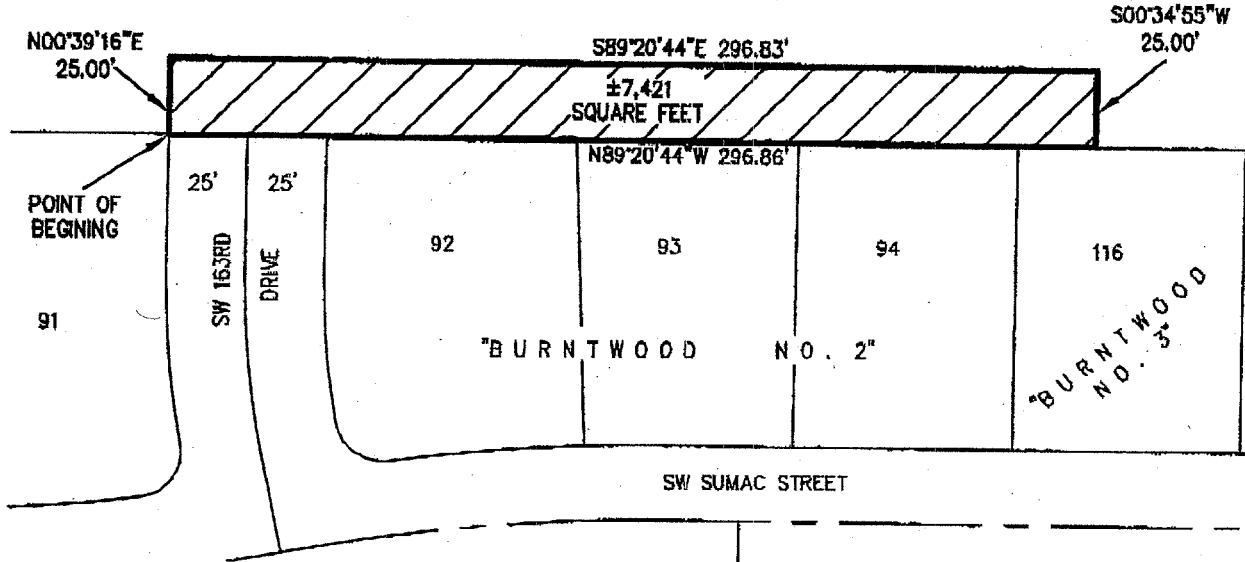 N00°39'16"E
25.00'
S89°20'44"E 296.83'
S00°34'55"W
25.00'
±7,421
SQUARE FEET
N89°20'44"W 296.86'
POINT OF
BEGINING
25'
25'
SW 163RD
DRIVE
91
92
93
94
116
"BURNTWOOD NO. 2"
"BURNTWOOD
NO. 3"
SW SUMAC STREET